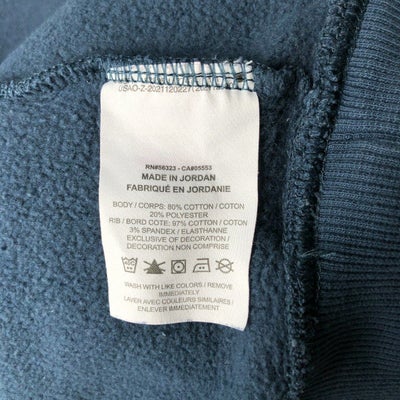 RN#56323 - CA#05553
MADE IN JORDAN
FABRIQUÉ EN JORDANIE
BODY / CORPS: 80% COTTON / COTON
20% POLYESTER
RIB / BORD COTE: 97% COTTON / COTON
3% SPANDEX / ELASTHANNE
EXCLUSIVE OF DECORATION /
DECORATION NON COMPRISE
WASH WITH LIKE COLORS / REMOVE
IMMEDIATELY
LAVER AVEC COULEURS SIMILAIRES /
ENLEVER IMMEDIATEMENT